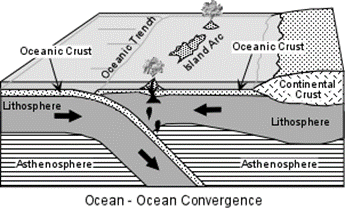 Oceanic Crust
Oceanic Trench
Island Arc
Oceanic Crust
Continental
Crust
Lithosphere
Lithosphere
Asthenosphere
Asthenosphere
Ocean - Ocean Convergence